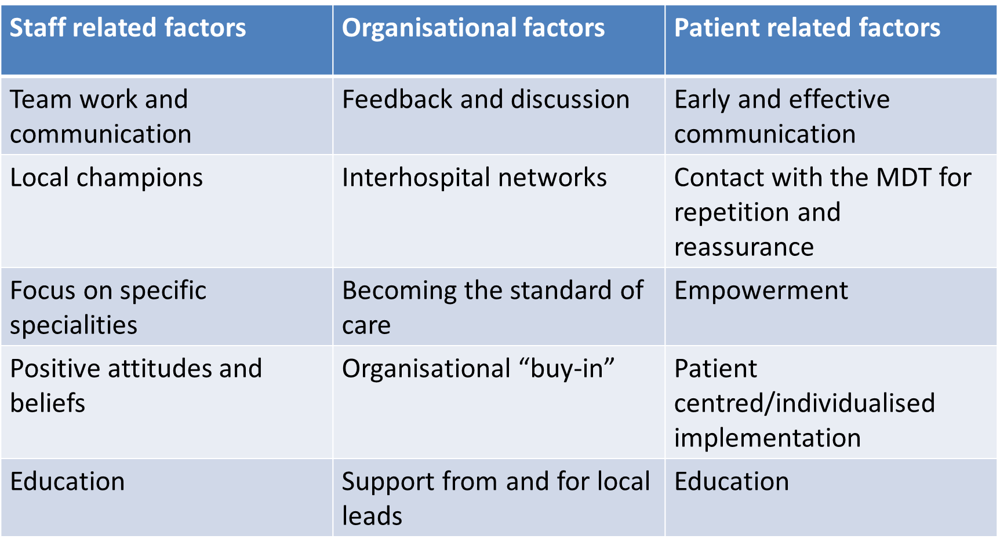 Staff related factors
Organisational factors
Patient related factors
Team work and
communication
Feedback and discussion
Early and effective
communication
Local champions
Interhospital networks
Contact with the MDT for
repetition and
reassurance
Focus on specific
specialities
Becoming the standard of
care
Empowerment
Positive attitudes and
beliefs
Organisational “buy-in”
Patient
centred/individualised
implementation
Education
Support from and for local
leads
Education